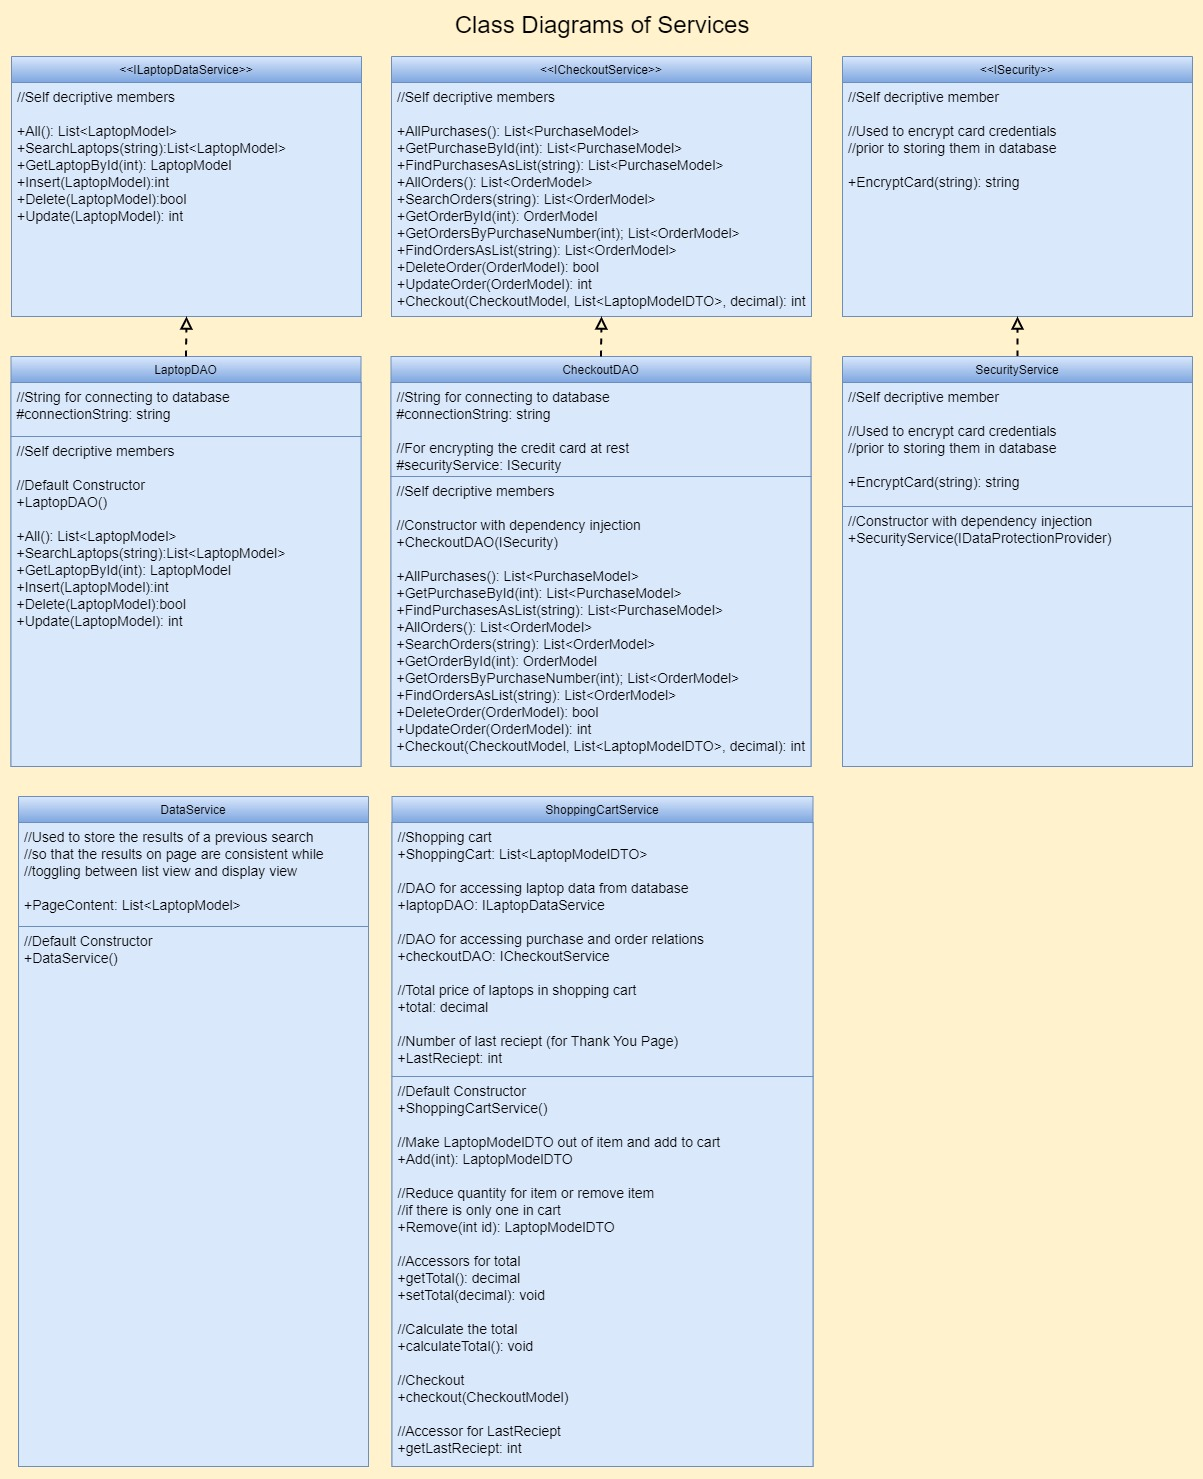 Class Diagrams of Services
<<ILaptopDataService>>
//Self decriptive members
+All(): List<LaptopModel>
+SearchLaptops(string):List<LaptopModel>
+GetLaptopById(int): LaptopModel
+Insert(LaptopModel):int
+Delete(LaptopModel):bool
+Update(LaptopModel): int
<<ICheckoutService>>
//Self decriptive members
+AllPurchases(): List<PurchaseModel>
+GetPurchaseById(int): List<PurchaseModel>
+FindPurchasesAsList(string): List<PurchaseModel>
+AllOrders(): List<OrderModel>
+SearchOrders(string): List<OrderModel>
+GetOrderById(int): OrderModel
+GetOrdersByPurchaseNumber(int); List<OrderModel>
+FindOrdersAsList(string): List<OrderModel>
+DeleteOrder(OrderModel): bool
+UpdateOrder(OrderModel): int
+Checkout(CheckoutModel, List<LaptopModelDTO>, decimal): int
<<ISecurity>>
//Self decriptive member
//Used to encrypt card credentials
//prior to storing them in database
+EncryptCard(string): string
LaptopDAO
//String for connecting to database
#connectionString: string
//Self decriptive members
//Default Constructor
+LaptopDAO()
+All(): List<LaptopModel>
+SearchLaptops(string):List<LaptopModel>
+GetLaptopById(int): LaptopModel
+Insert(LaptopModel):int
+Delete(LaptopModel):bool
+Update(LaptopModel): int
CheckoutDAO
//String for connecting to database
#connectionString: string
//For encrypting the credit card at rest
#securityService: ISecurity
//Self decriptive members
//Constructor with dependency injection
+CheckoutDAO(ISecurity)
+AllPurchases(): List<PurchaseModel>
+GetPurchaseById(int): List<PurchaseModel>
+FindPurchasesAsList(string): List<PurchaseModel>
+AllOrders(): List<OrderModel>
+SearchOrders(string): List<OrderModel>
+GetOrderById(int): OrderModel
+GetOrdersByPurchaseNumber(int); List<OrderModel>
+FindOrdersAsList(string): List<OrderModel>
+DeleteOrder(OrderModel): bool
+UpdateOrder(OrderModel): int
+Checkout(CheckoutModel, List<LaptopModelDTO>, decimal): int
SecurityService
//Self decriptive member
//Used to encrypt card credentials
//prior to storing them in database
+EncryptCard(string): string
//Constructor with dependency injection
+SecurityService(IDataProtectionProvider)
DataService
//Used to store the results of a previous search
//so that the results on page are consistent while
//toggling between list view and display view
+PageContent: List<LaptopModel>
//Default Constructor
+DataService()
ShoppingCartService
//Shopping cart
+ShoppingCart: List<LaptopModelDTO>
//DAO for accessing laptop data from database
+laptopDAO: ILaptopDataService
//DAO for accessing purchase and order relations
+checkoutDAO: ICheckoutService
//Total price of laptops in shopping cart
+total: decimal
//Number of last reciept (for Thank You Page)
+LastReciept: int
//Default Constructor
+ShoppingCartService()
//Make LaptopModelDTO out of item and add to cart
+Add(int): LaptopModelDTO
//Reduce quantity for item or remove item
//if there is only one in cart
+Remove(int id): LaptopModelDTO
//Accessors for total
+getTotal(): decimal
+setTotal(decimal): void
//Calculate the total
+calculateTotal(): void
//Checkout
+checkout(CheckoutModel)
//Accessor for LastReciept
+getLastReciept: int